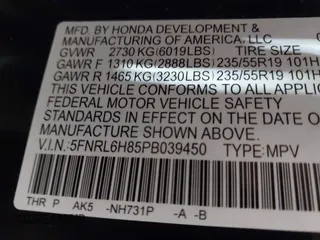 MFD. BY HONDA DEVELOPMENT &
MANUFACTURING OF AMERICA, LLC
GVWR 2730 KG(6019LBS) TIRE SIZE
GAWR F 1310 KG(2888LBS) 235/55R19 101H
GAWR R 1465 KG(3230LBS) 235/55R19 101H
THIS VEHICLE CONFORMS TO ALL APPLICABLE
FEDERAL MOTOR VEHICLE SAFETY
STANDARDS IN EFFECT ON THE DATE OF
MANUFACTURE SHOWN ABOVE.
V.I.N.: 5FNRL6H85PB039450 TYPE: MPV
THR P AK5 -NH731P -A -B